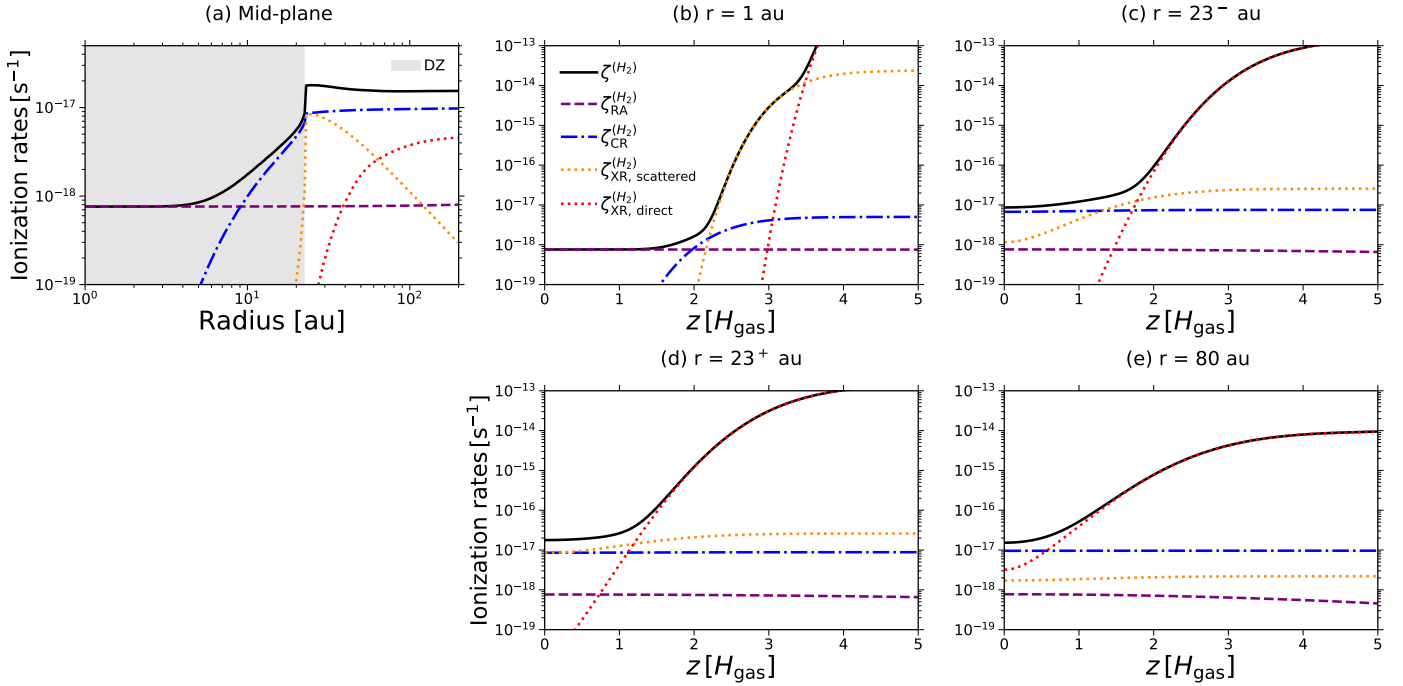 (a) Mid-plane
Ionization rates [s⁻¹]
10⁻¹⁷
10⁻¹⁸
10⁻¹⁹
DZ
10⁰ 10¹ 10²
Radius [au]
(b) r = 1 au
10⁻¹³
10⁻¹⁴
10⁻¹⁵
10⁻¹⁶
10⁻¹⁷
10⁻¹⁸
10⁻¹⁹
ζ^(H₂)
ζ_RA^(H₂)
ζ_CR^(H₂)
ζ_XR, scattered^(H₂)
ζ_XR, direct^(H₂)
0 1 2 3 4 5
z [H_gas]
(c) r = 23⁻ au
10⁻¹³
10⁻¹⁴
10⁻¹⁵
10⁻¹⁶
10⁻¹⁷
10⁻¹⁸
10⁻¹⁹
0 1 2 3 4 5
z [H_gas]
(d) r = 23⁺ au
Ionization rates [s⁻¹]
10⁻¹³
10⁻¹⁴
10⁻¹⁵
10⁻¹⁶
10⁻¹⁷
10⁻¹⁸
10⁻¹⁹
0 1 2 3 4 5
z [H_gas]
(e) r = 80 au
10⁻¹³
10⁻¹⁴
10⁻¹⁵
10⁻¹⁶
10⁻¹⁷
10⁻¹⁸
10⁻¹⁹
0 1 2 3 4 5
z [H_gas]